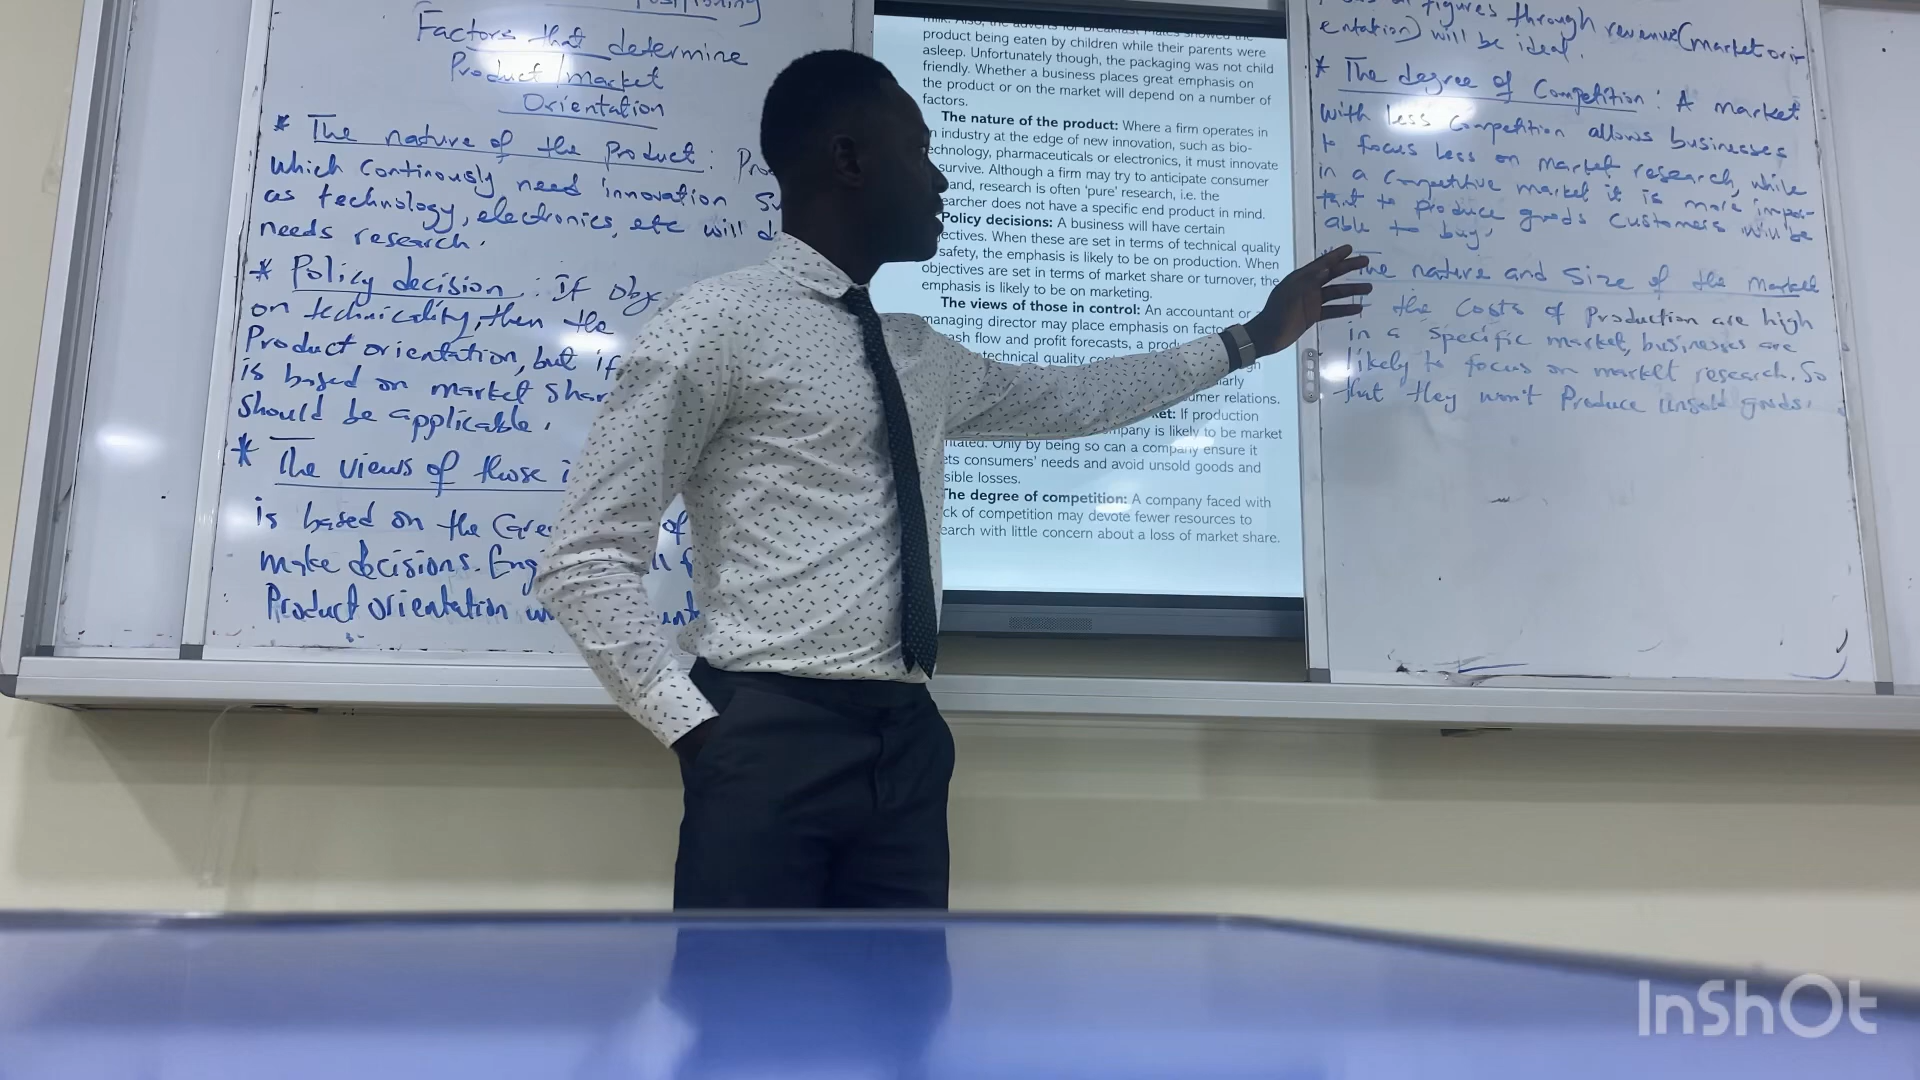 Positioning
Factors that determine
Product/market
Orientation
* The nature of the product:
which continously need innovation
as technology, electronics, etc will
needs research.
* Policy decision: If
on technicality, then the
Product orientation, but if
is based on market
should be applicable.
* The views of those
is based on the of
make decisions.
Product orientation
product being eaten by children while their parents were
asleep. Unfortunately though, the packaging was not child
friendly. Whether a business places great emphasis on
the product or on the market will depend on a number of
factors.
The nature of the product: Where a firm operates in
industry at the edge of new innovation, such as bio-
technology, pharmaceuticals or electronics, it must innovate
survive. Although a firm may try to anticipate consumer
research is often 'pure' research, i.e. the
does not have a specific end product in mind.
Policy decisions: A business will have certain
When these are set in terms of technical quality
safety, the emphasis is likely to be on production. When
objectives are set in terms of market share or turnover, the
emphasis is likely to be on marketing.
The views of those in control: An accountant or
managing director may place emphasis on
flow and profit forecasts, a
technical quality
relations.
If production
is likely to be market
Only by being so can a company ensure it
consumers' needs and avoid unsold goods and
losses.
The degree of competition: A company faced with
of competition may devote fewer resources to
with little concern about a loss of market share.
figures through revenue (market ori-
entation) will be ideal.
* The degree of Competition: A market
with less competition allows businesses
to focus less on market research, while
in a competitive market it is more impor-
tant to produce goods customers will be
able to buy.
The nature and size of the market
the costs of production are high
in a specific market, businesses are
likely to focus on market research. So
that they won't produce unsold goods.
InShOt